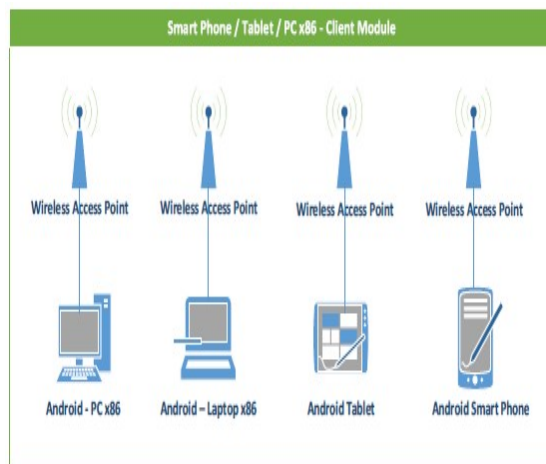 Smart Phone / Tablet / PC x86 - Client Module
Wireless Access Point
Wireless Access Point
Wireless Access Point
Wireless Access Point
Android - PC x86
Android – Laptop x86
Android Tablet
Android Smart Phone